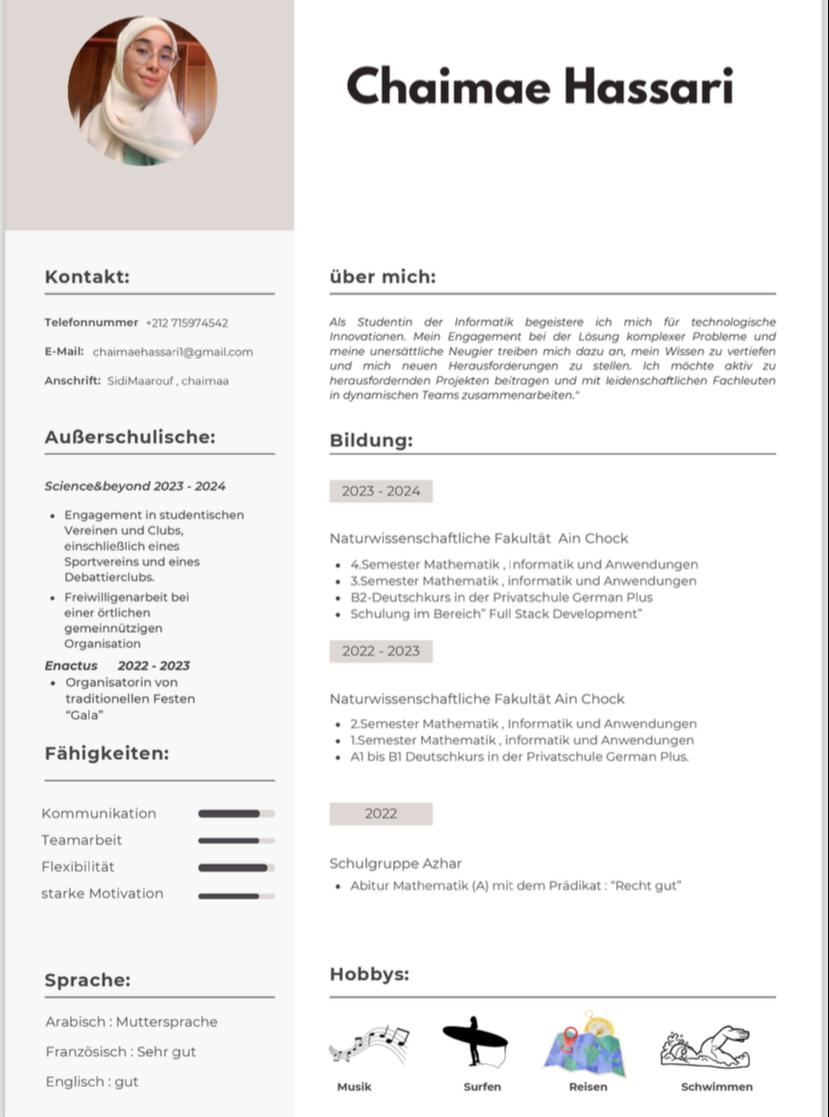 Chaimae Hassari
Kontakt:
Telefonnummer +212 715974542
E-Mail: chaimaehassari1@gmail.com
Anschrift: SidiMaarouf , chaimaa
Außerschulische:
Science&beyond 2023 - 2024
• Engagement in studentischen
Vereinen und Clubs,
einschließlich eines
Sportvereins und eines
Debattierclubs.
• Freiwilligenarbeit bei
einer örtlichen
gemeinnützigen
Organisation
Enactus 2022 - 2023
• Organisatorin von
traditionellen Festen
“Gala”
Fähigkeiten:
Kommunikation
Teamarbeit
Flexibilität
starke Motivation
Sprache:
Arabisch : Muttersprache
Französisch : Sehr gut
Englisch : gut
über mich:
Als Studentin der Informatik begeistere ich mich für technologische
Innovationen. Mein Engagement bei der Lösung komplexer Probleme und
meine unersättliche Neugier treiben mich dazu an, mein Wissen zu vertiefen
und mich neuen Herausforderungen zu stellen. Ich möchte aktiv zu
herausfordernden Projekten beitragen und mit leidenschaftlichen Fachleuten
in dynamischen Teams zusammenarbeiten."
Bildung:
2023 - 2024
Naturwissenschaftliche Fakultät Ain Chock
• 4.Semester Mathematik , Informatik und Anwendungen
• 3.Semester Mathematik , informatik und Anwendungen
• B2-Deutschkurs in der Privatschule German Plus
• Schulung im Bereich” Full Stack Development”
2022 - 2023
Naturwissenschaftliche Fakultät Ain Chock
• 2.Semester Mathematik , Informatik und Anwendungen
• 1.Semester Mathematik , informatik und Anwendungen
• A1 bis B1 Deutschkurs in der Privatschule German Plus.
2022
Schulgruppe Azhar
• Abitur Mathematik (A) mit dem Prädikat : “Recht gut”
Hobbys:
Musik Surfen Reisen Schwimmen